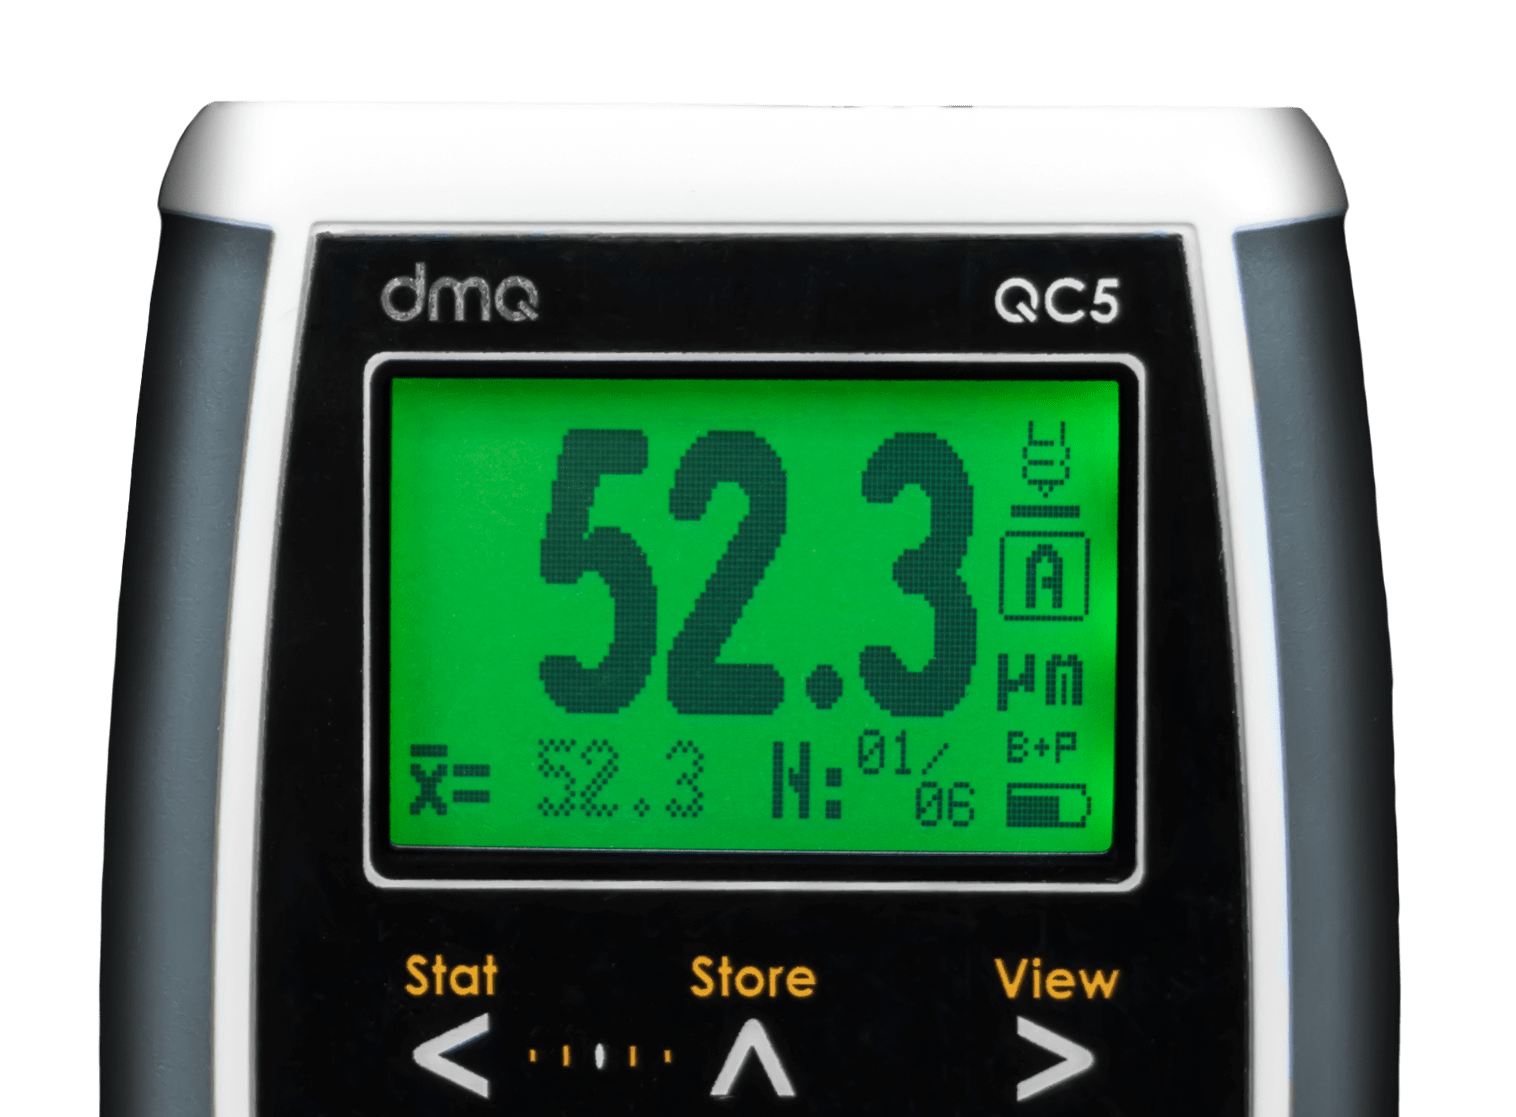 dmq QC5
52.3
A
µm
x̅= 52.3 N: 01/06 B+P
Stat Store View